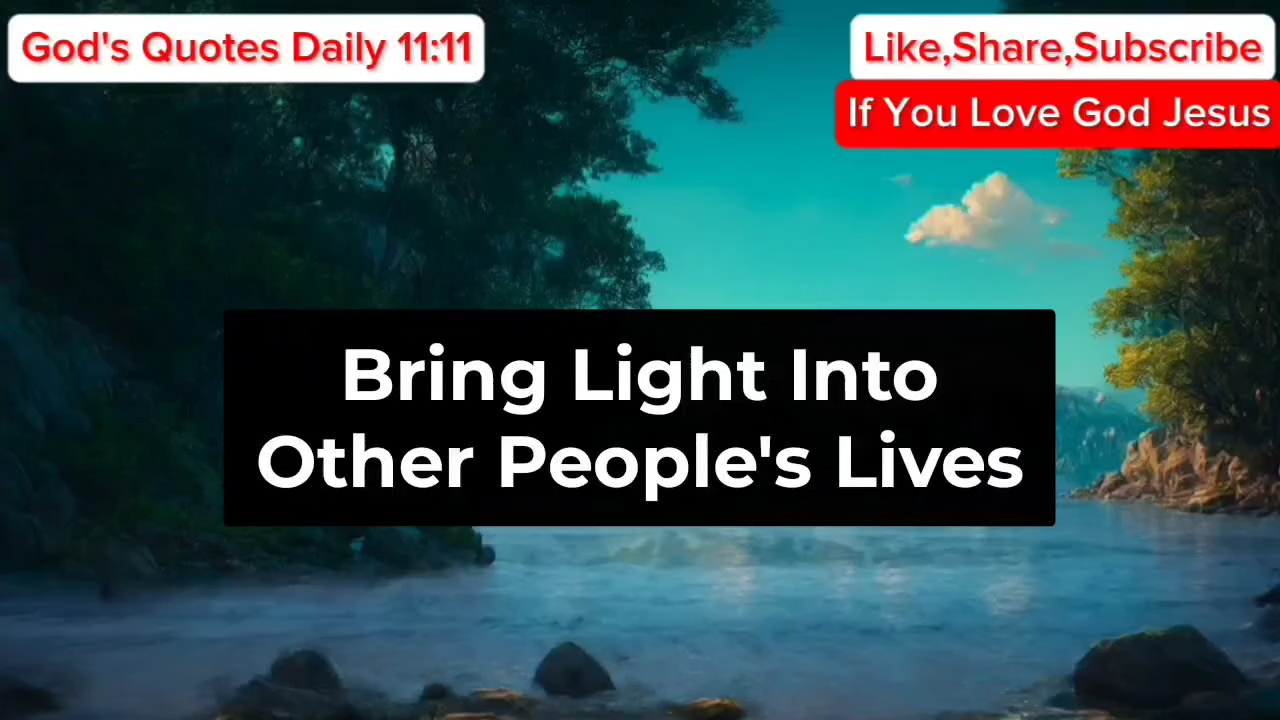 God's Quotes Daily 11:11
Like,Share,Subscribe
If You Love God Jesus
Bring Light Into
Other People's Lives